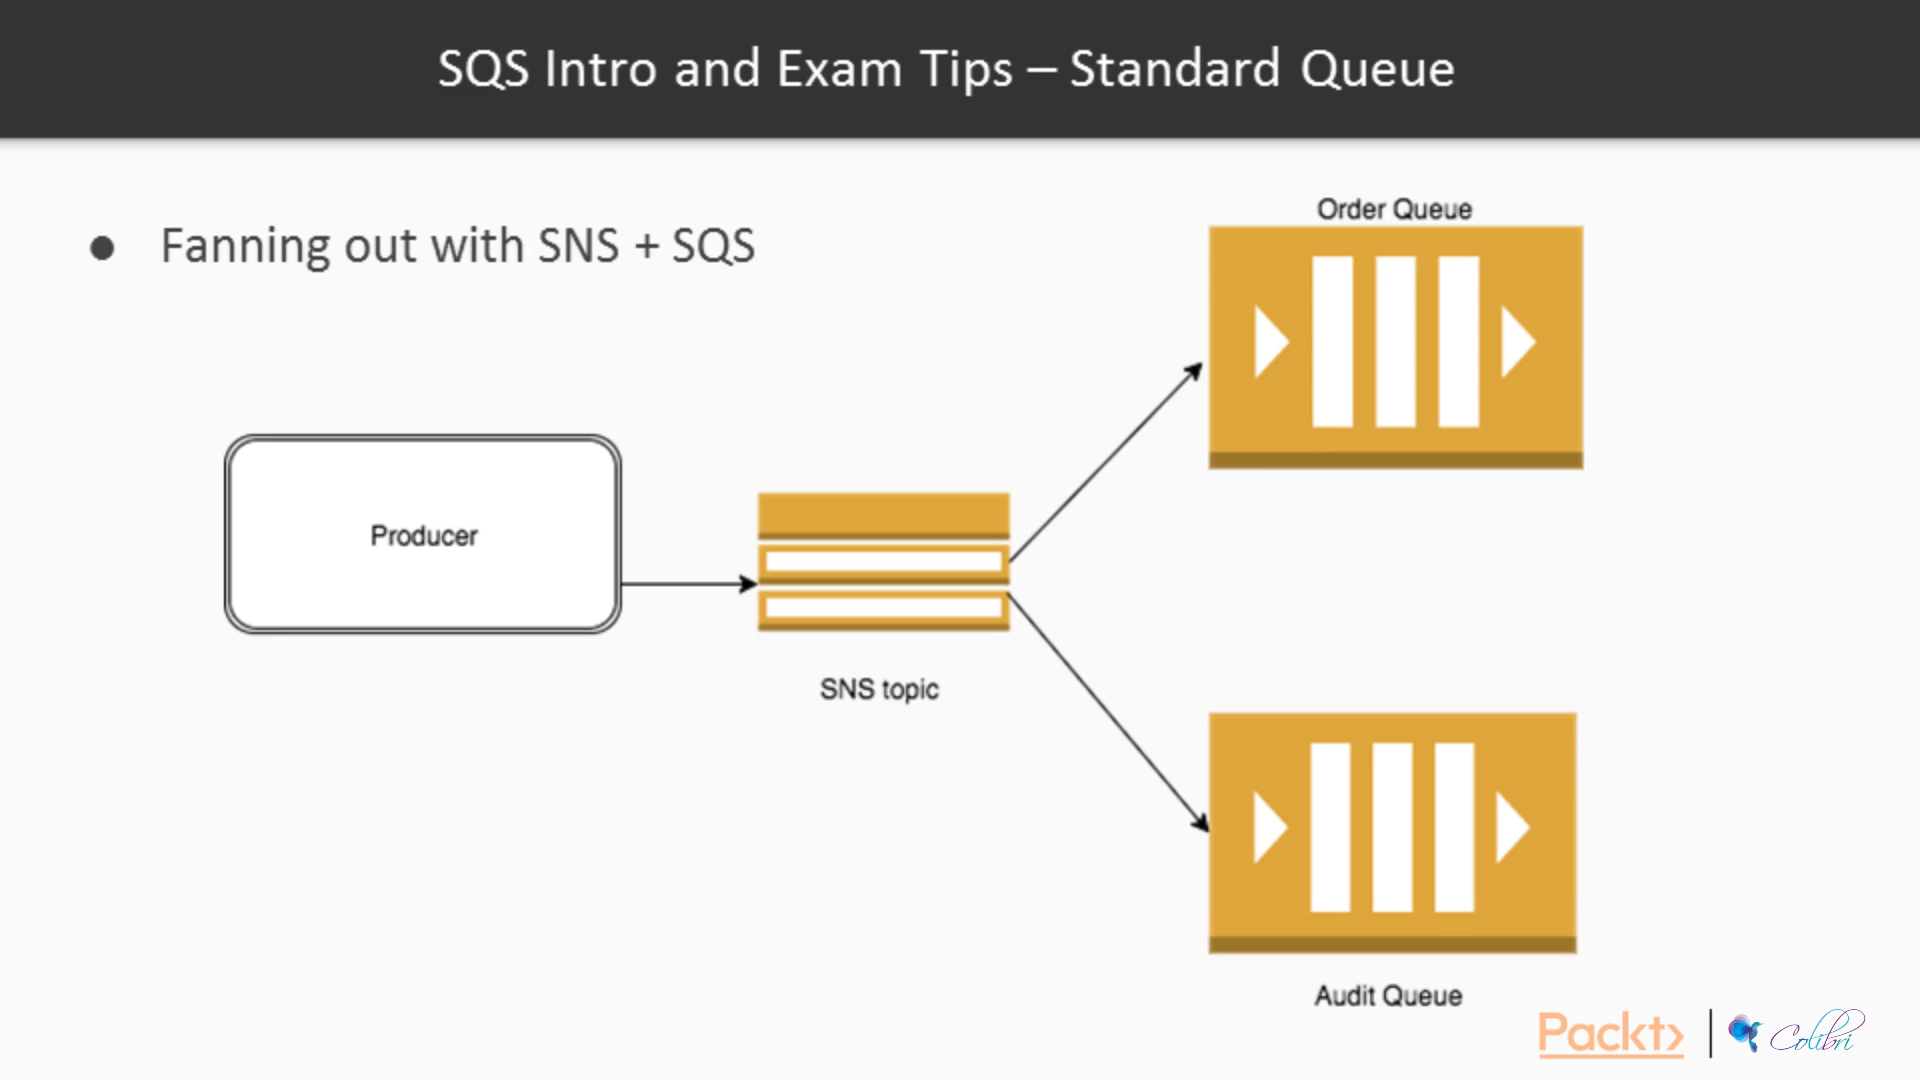 SQS Intro and Exam Tips – Standard Queue
● Fanning out with SNS + SQS
Order Queue
Producer
SNS topic
Audit Queue
Packt> | Colibri